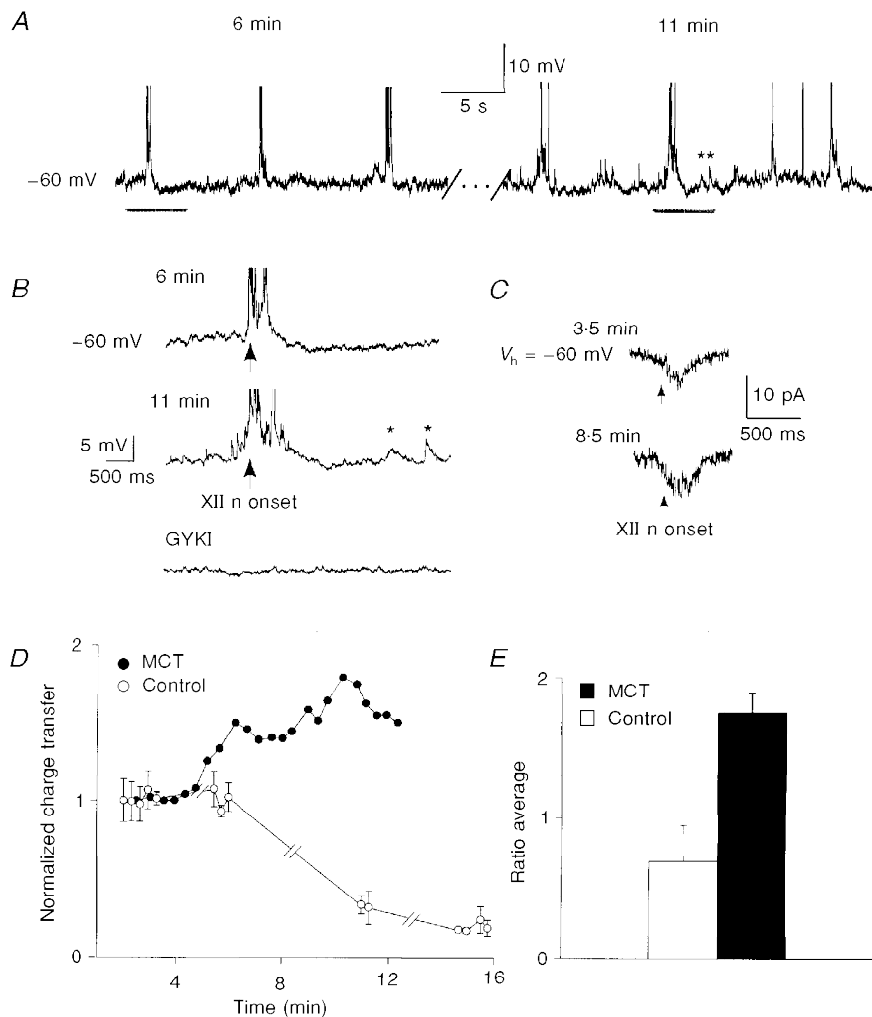 A
6 min
11 min
10 mV
5 s
**
−60 mV
B
6 min
−60 mV
11 min
5 mV
500 ms
*
*
XII n onset
GYKI
C
3·5 min
Vh = −60 mV
10 pA
500 ms
8·5 min
XII n onset
D
2
MCT
Control
Normalized charge transfer
1
0
4
8
12
16
Time (min)
E
2
MCT
Control
Ratio average
1
0